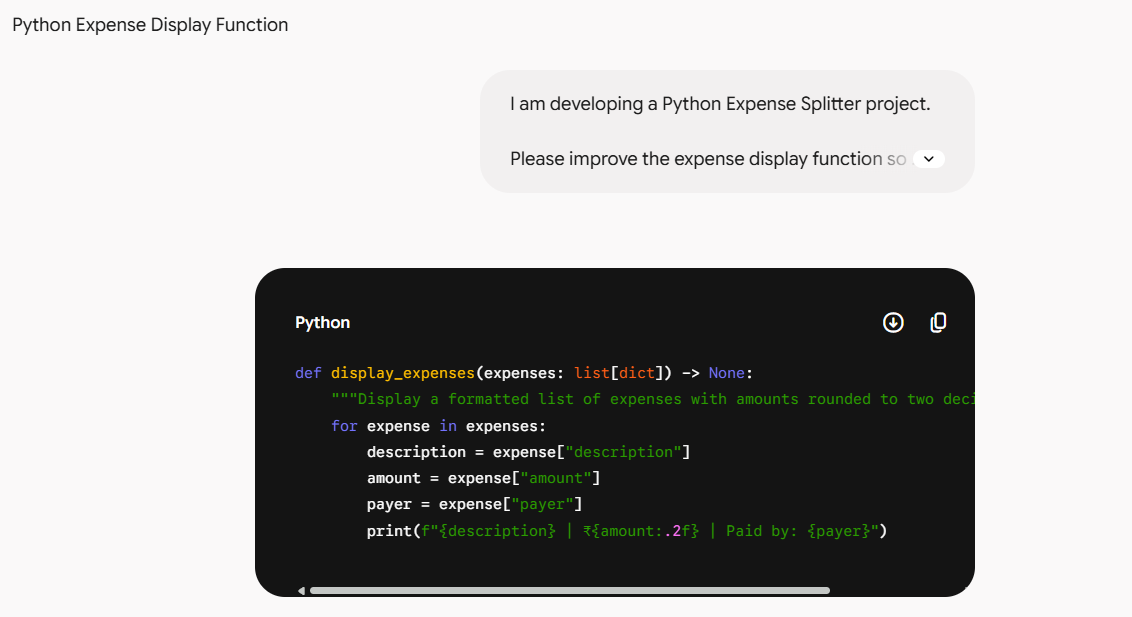 Python Expense Display Function
I am developing a Python Expense Splitter project.
Please improve the expense display function so
Python
def display_expenses(expenses: list[dict]) -> None:
    """Display a formatted list of expenses with amounts rounded to two deci
    for expense in expenses:
        description = expense["description"]
        amount = expense["amount"]
        payer = expense["payer"]
        print(f"{description} | ₹{amount:.2f} | Paid by: {payer}")